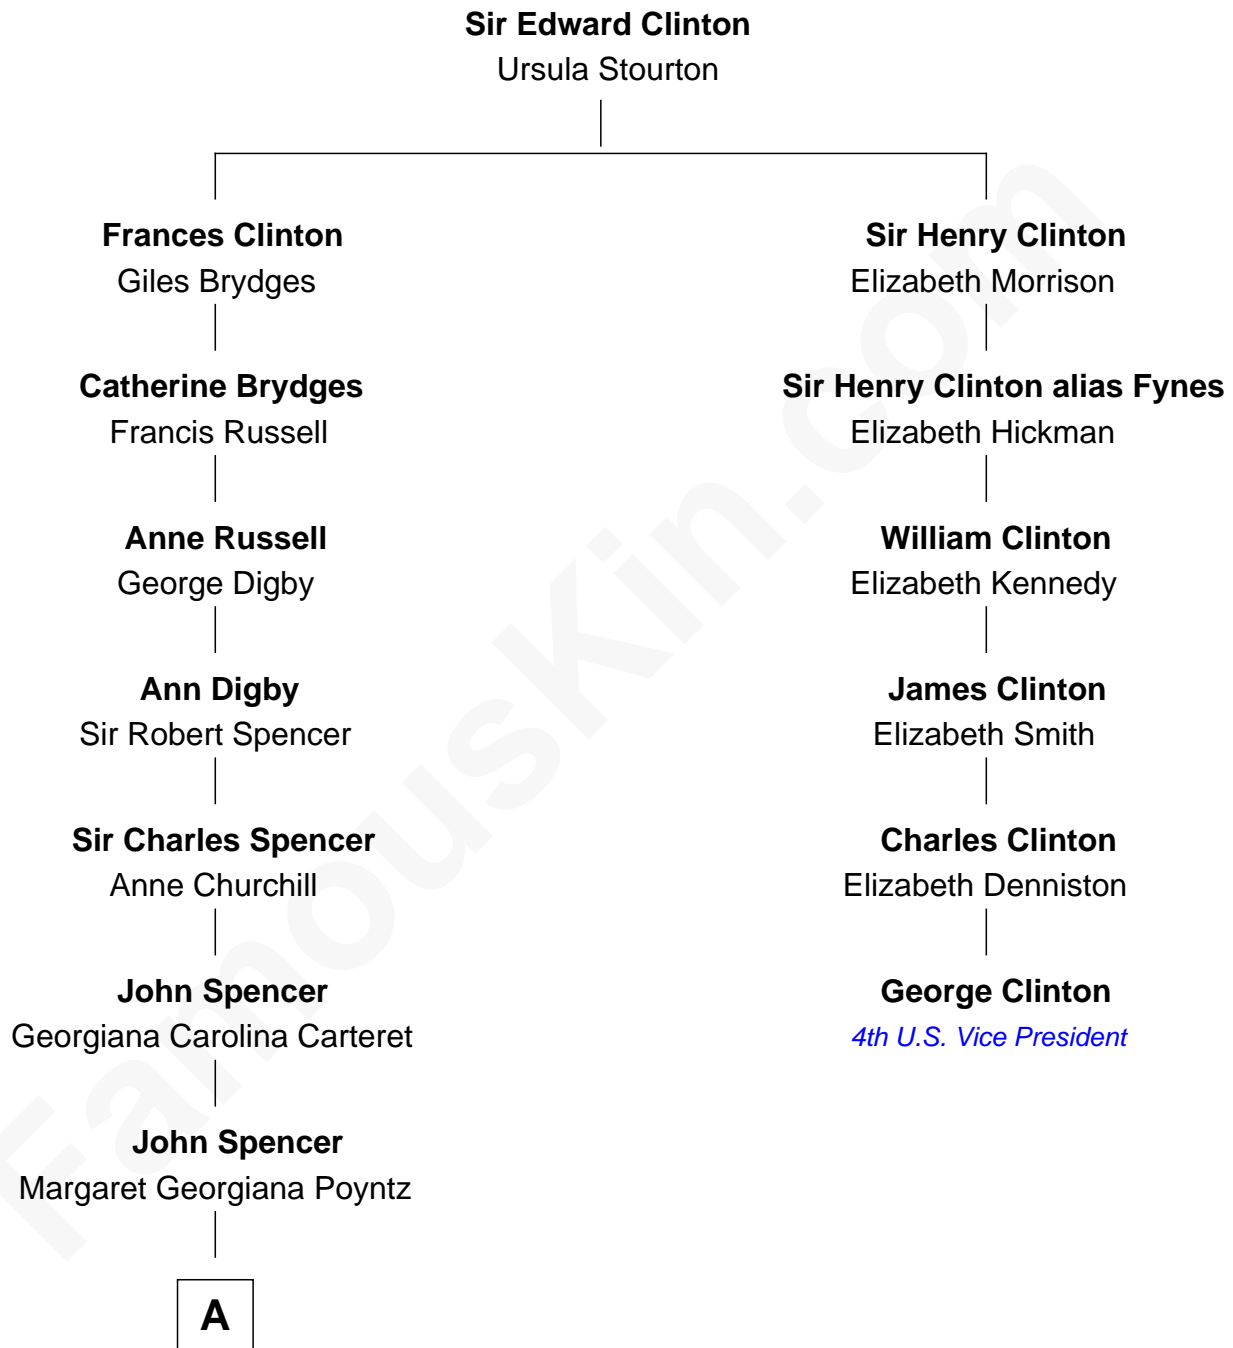 Sir Edward Clinton
Ursula Stourton
Frances Clinton
Giles Brydges
Catherine Brydges
Francis Russell
Anne Russell
George Digby
Ann Digby
Sir Robert Spencer
Sir Charles Spencer
Anne Churchill
John Spencer
Georgiana Carolina Carteret
John Spencer
Margaret Georgiana Poyntz
A
Sir Henry Clinton
Elizabeth Morrison
Sir Henry Clinton alias Fynes
Elizabeth Hickman
William Clinton
Elizabeth Kennedy
James Clinton
Elizabeth Smith
Charles Clinton
Elizabeth Denniston
George Clinton
4th U.S. Vice President
FamousKin.com